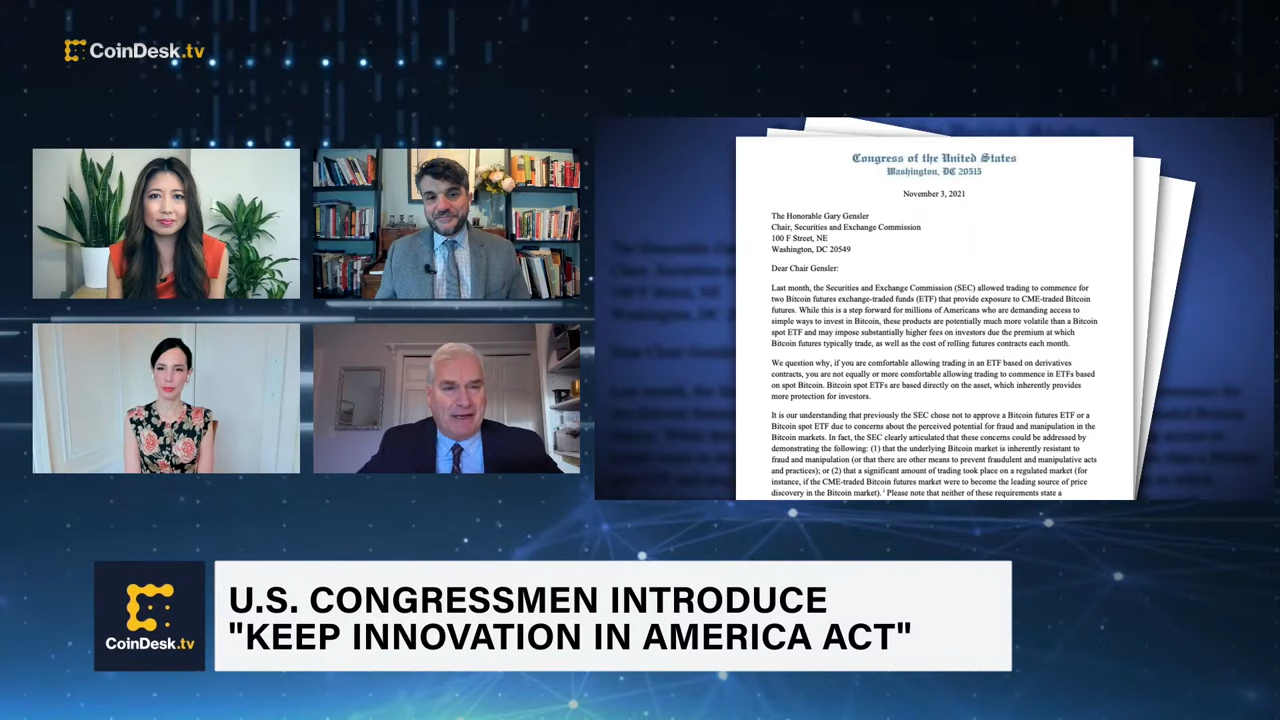 CoinDesk.tv
Congress of the United States
Washington, DC 20515
November 3, 2021
The Honorable Gary Gensler
Chair, Securities and Exchange Commission
100 F Street, NE
Washington, DC 20549
Dear Chair Gensler:
Last month, the Securities and Exchange Commission (SEC) allowed trading to commence for
two Bitcoin futures exchange-traded funds (ETF) that provide exposure to CME-traded Bitcoin
futures. While this is a step forward for millions of Americans who are demanding access to
simple ways to invest in Bitcoin, these products are potentially much more volatile than a Bitcoin
spot ETF and may impose substantially higher fees on investors due the premium at which
Bitcoin futures typically trade, as well as the cost of rolling futures contracts each month.
We question why, if you are comfortable allowing trading in an ETF based on derivatives
contracts, you are not equally or more comfortable allowing trading to commence in ETFs based
on spot Bitcoin. Bitcoin spot ETFs are based directly on the asset, which inherently provides
more protection for investors.
It is our understanding that previously the SEC chose not to approve a Bitcoin futures ETF or a
Bitcoin spot ETF due to concerns about the perceived potential for fraud and manipulation in the
Bitcoin markets. In fact, the SEC clearly articulated that these concerns could be addressed by
demonstrating the following: (1) that the underlying Bitcoin market is inherently resistant to
fraud and manipulation (or that there are other means to prevent fraudulent and manipulative acts
and practices); or (2) that a significant amount of trading took place on a regulated market (for
instance, if the CME-traded Bitcoin futures market were to become the leading source of price
discovery in the Bitcoin market).¹ Please note that neither of these requirements state a
CoinDesk.tv
U.S. CONGRESSMEN INTRODUCE
"KEEP INNOVATION IN AMERICA ACT"